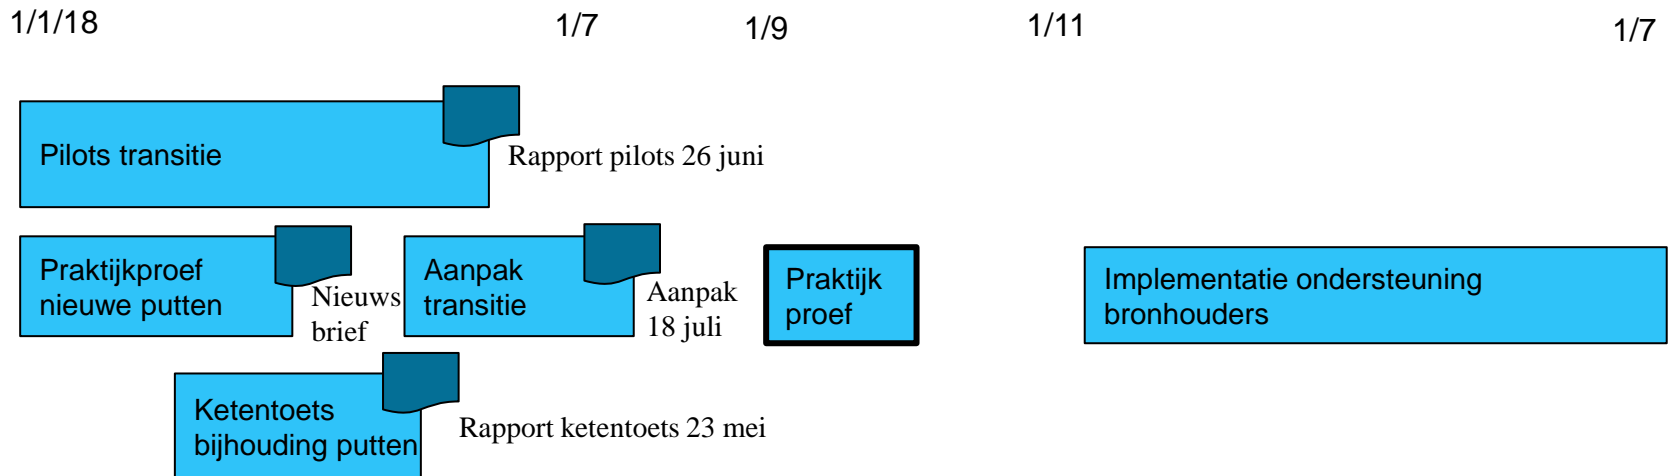 1/1/18
1/7
1/9
1/11
1/7
Pilots transitie
Rapport pilots 26 juni
Praktijkproef
nieuwe putten
Nieuws
brief
Aanpak
transitie
Aanpak
18 juli
Praktijk
proef
Implementatie ondersteuning
bronhouders
Ketentoets
bijhouding putten
Rapport ketentoets 23 mei